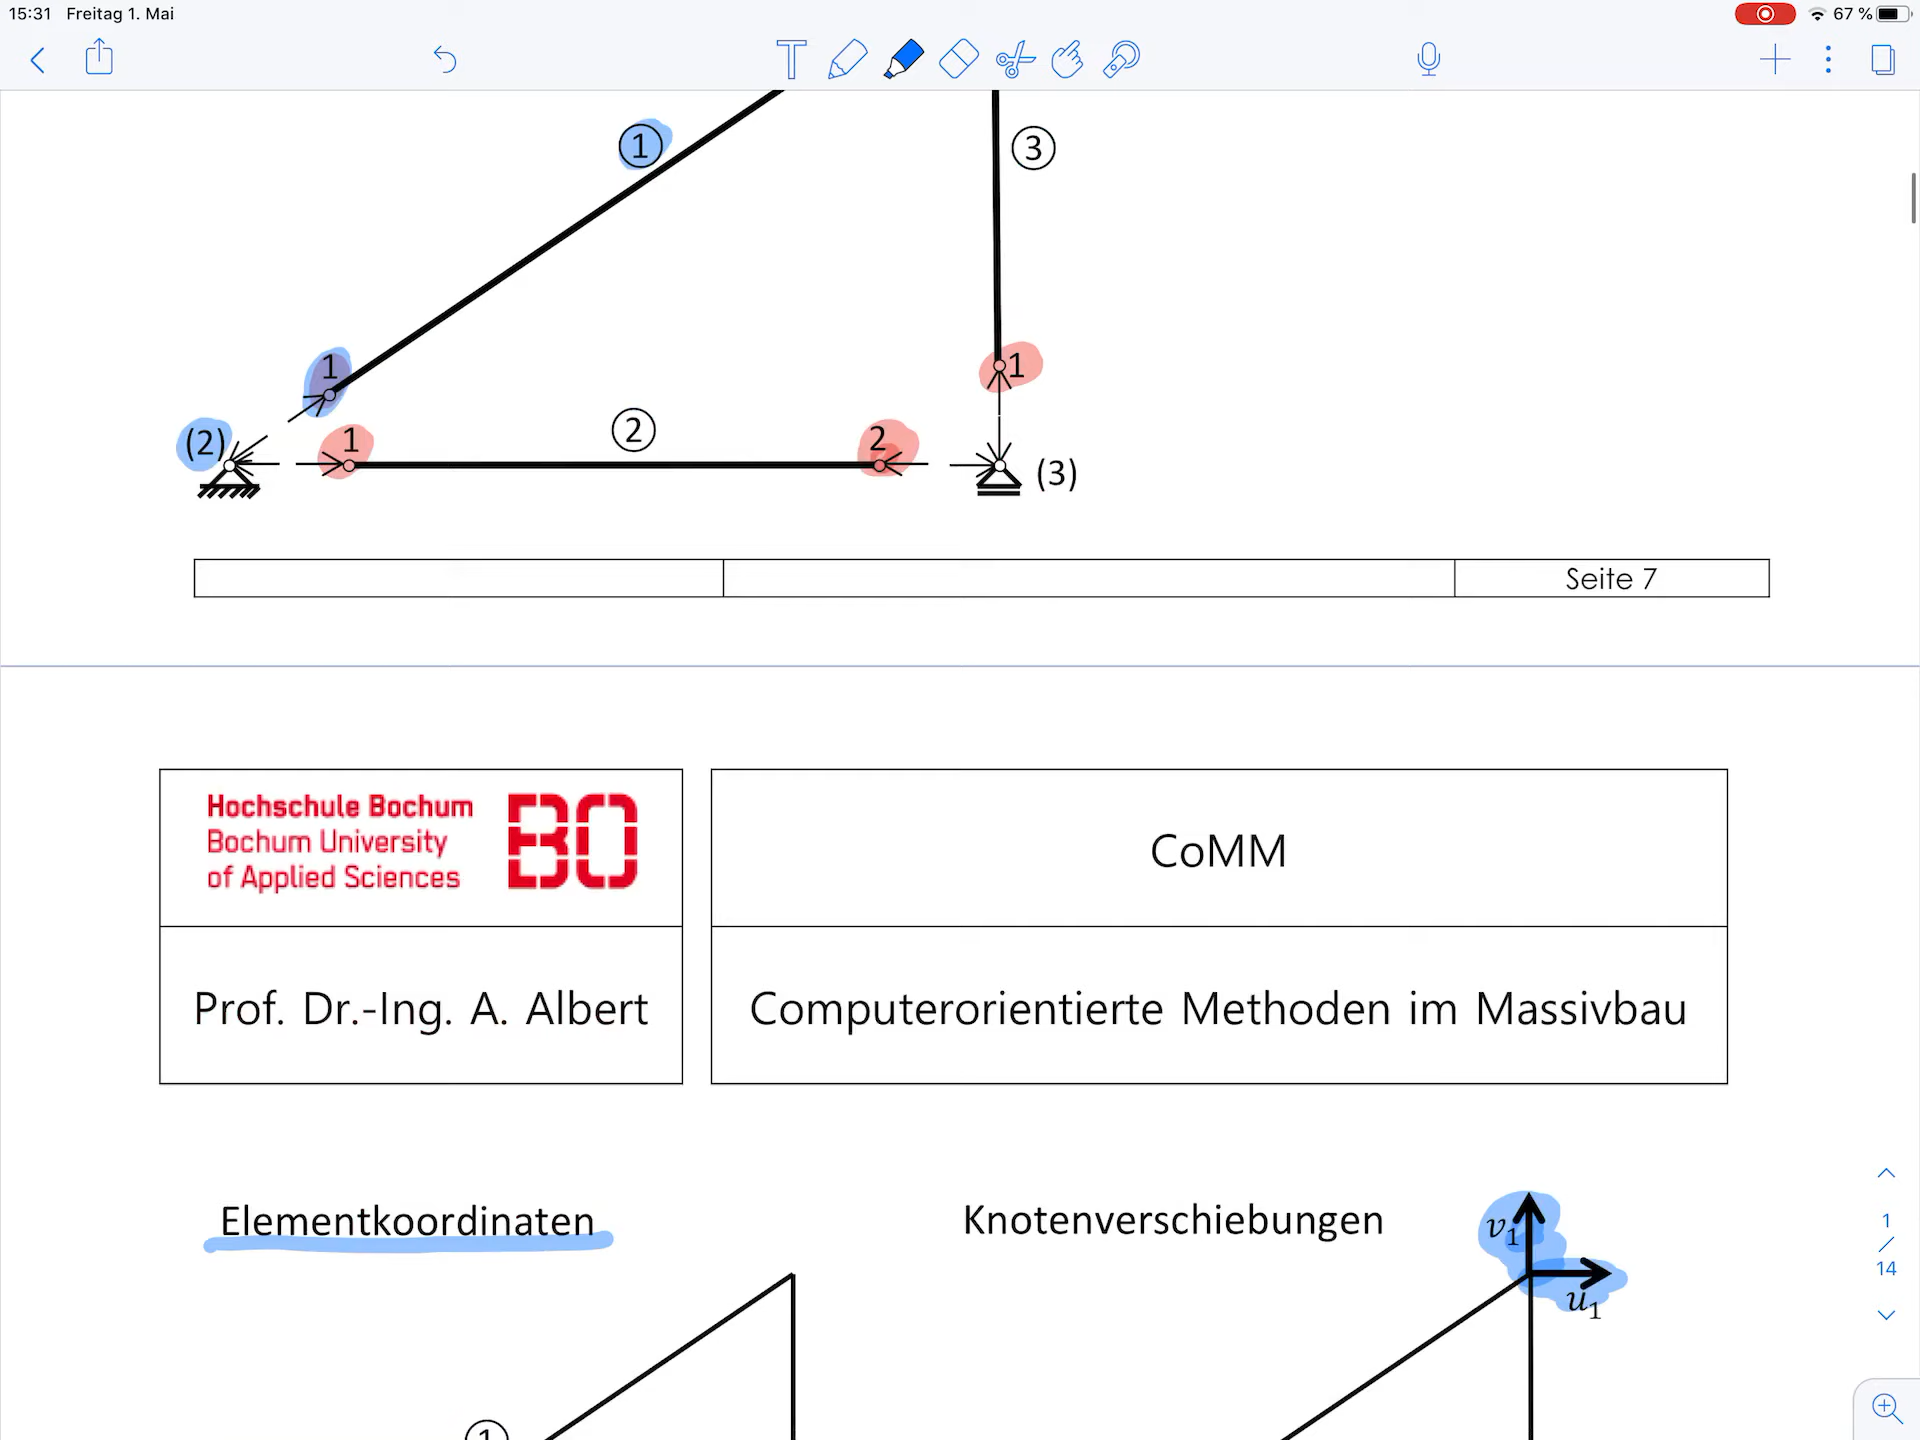 15:31 Freitag 1. Mai
67 %
1
3
1
1
(2)
1
2
2
(3)
Seite 7
Hochschule Bochum
Bochum University
of Applied Sciences
BO
CoMM
Prof. Dr.-Ing. A. Albert
Computerorientierte Methoden im Massivbau
Elementkoordinaten
Knotenverschiebungen
v1
u1
1
/
14
1